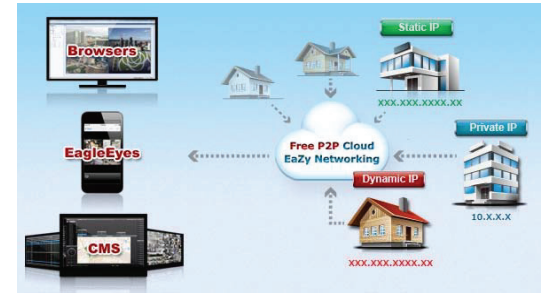 Browsers
Static IP
xxx.xxx.xxxx.xx
Private IP
EagleEyes
Free P2P Cloud
EaZy Networking
Dynamic IP
10.X.X.X
CMS
xxx.xxx.xxxx.xx